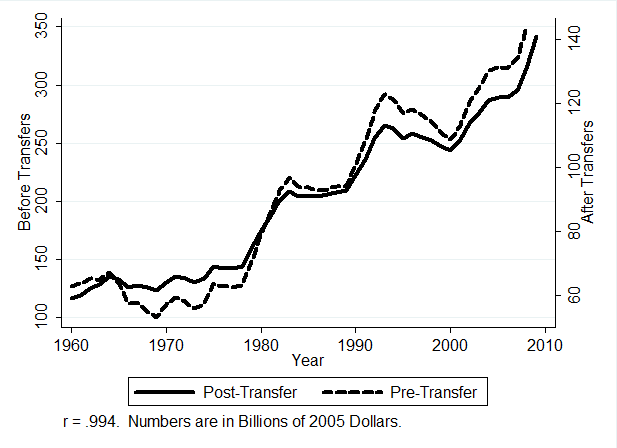 350
300
250
200
150
100
Before Transfers
140
120
100
80
60
After Transfers
1960 1970 1980 1990 2000 2010
Year
Post-Transfer Pre-Transfer
r = .994. Numbers are in Billions of 2005 Dollars.